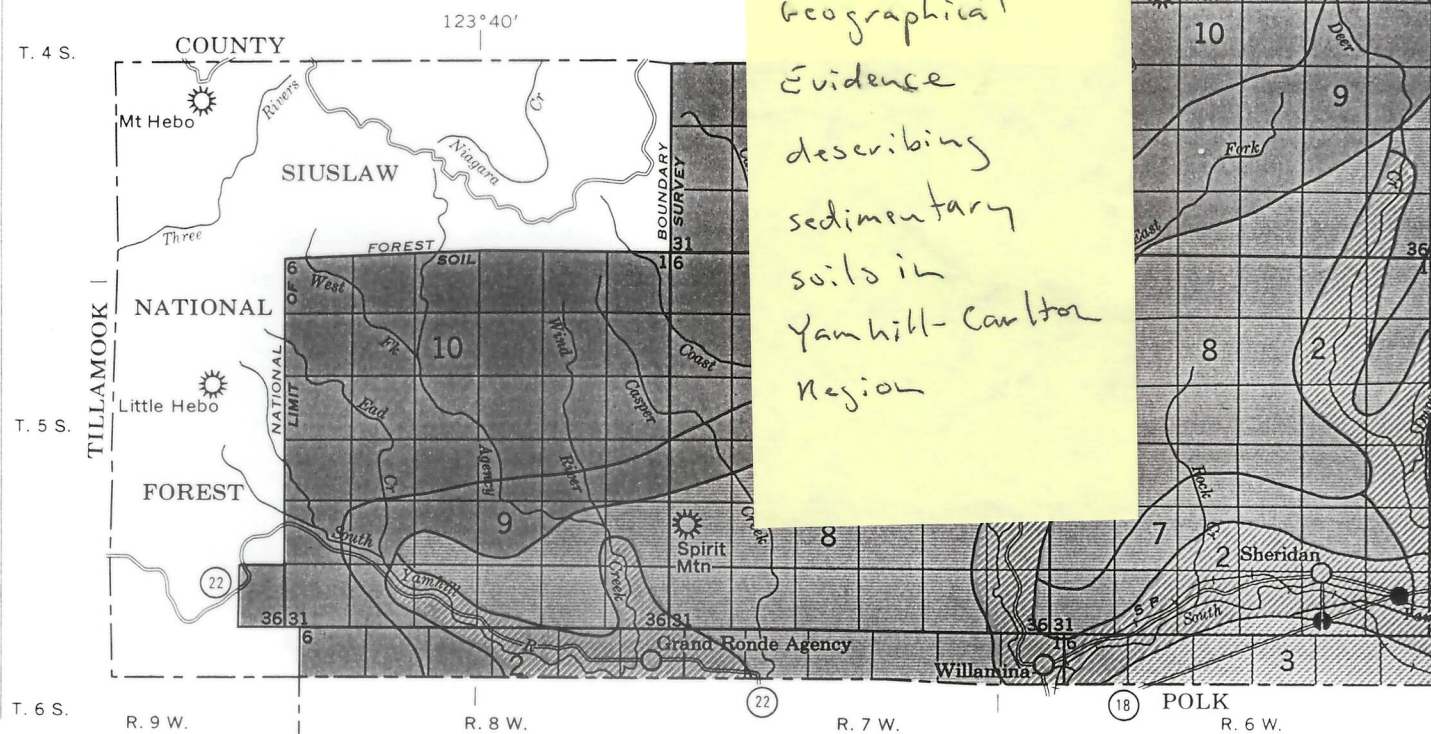 123°40'
T. 4 S.
COUNTY
Mt Hebo
Rivers
Three
SIUSLAW
Niagara
Cr
BOUNDARY
SURVEY
31
16
FOREST
SOIL
6
OF
West
Fk
NATIONAL
NATIONAL
LIMIT
TILLAMOOK
Little Hebo
10
Wind
River
Casper
Coast
Creek
Ead
Cr
Agency
T. 5 S.
FOREST
9
South
Yamhill
R
Creek
Spirit
Mtn
8
22
36 31
6
36 31
2
Grand Ronde Agency
Geographical
Evidence
describing
sedimentary
soils in
Yamhill-Carlton
Region
10
Deer
9
Fork
East
Cr
36
1
8
2
Rock
Cr
7
2
Sheridan
S P
South
36 31
16
Willamina
3
22
18
POLK
T. 6 S.
R. 9 W.
R. 8 W.
R. 7 W.
R. 6 W.